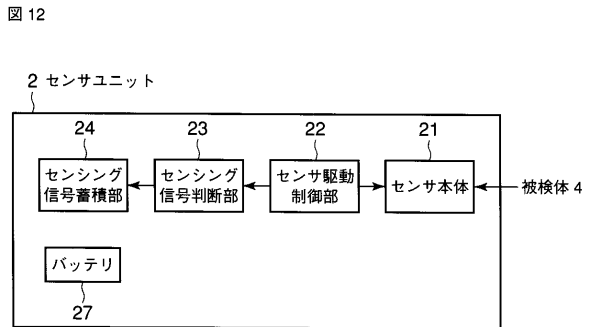 図 12
2 センサユニット
24
23
22
21
センシング
信号蓄積部
センシング
信号判断部
センサ駆動
制御部
センサ本体
被検体 4
バッテリ
27